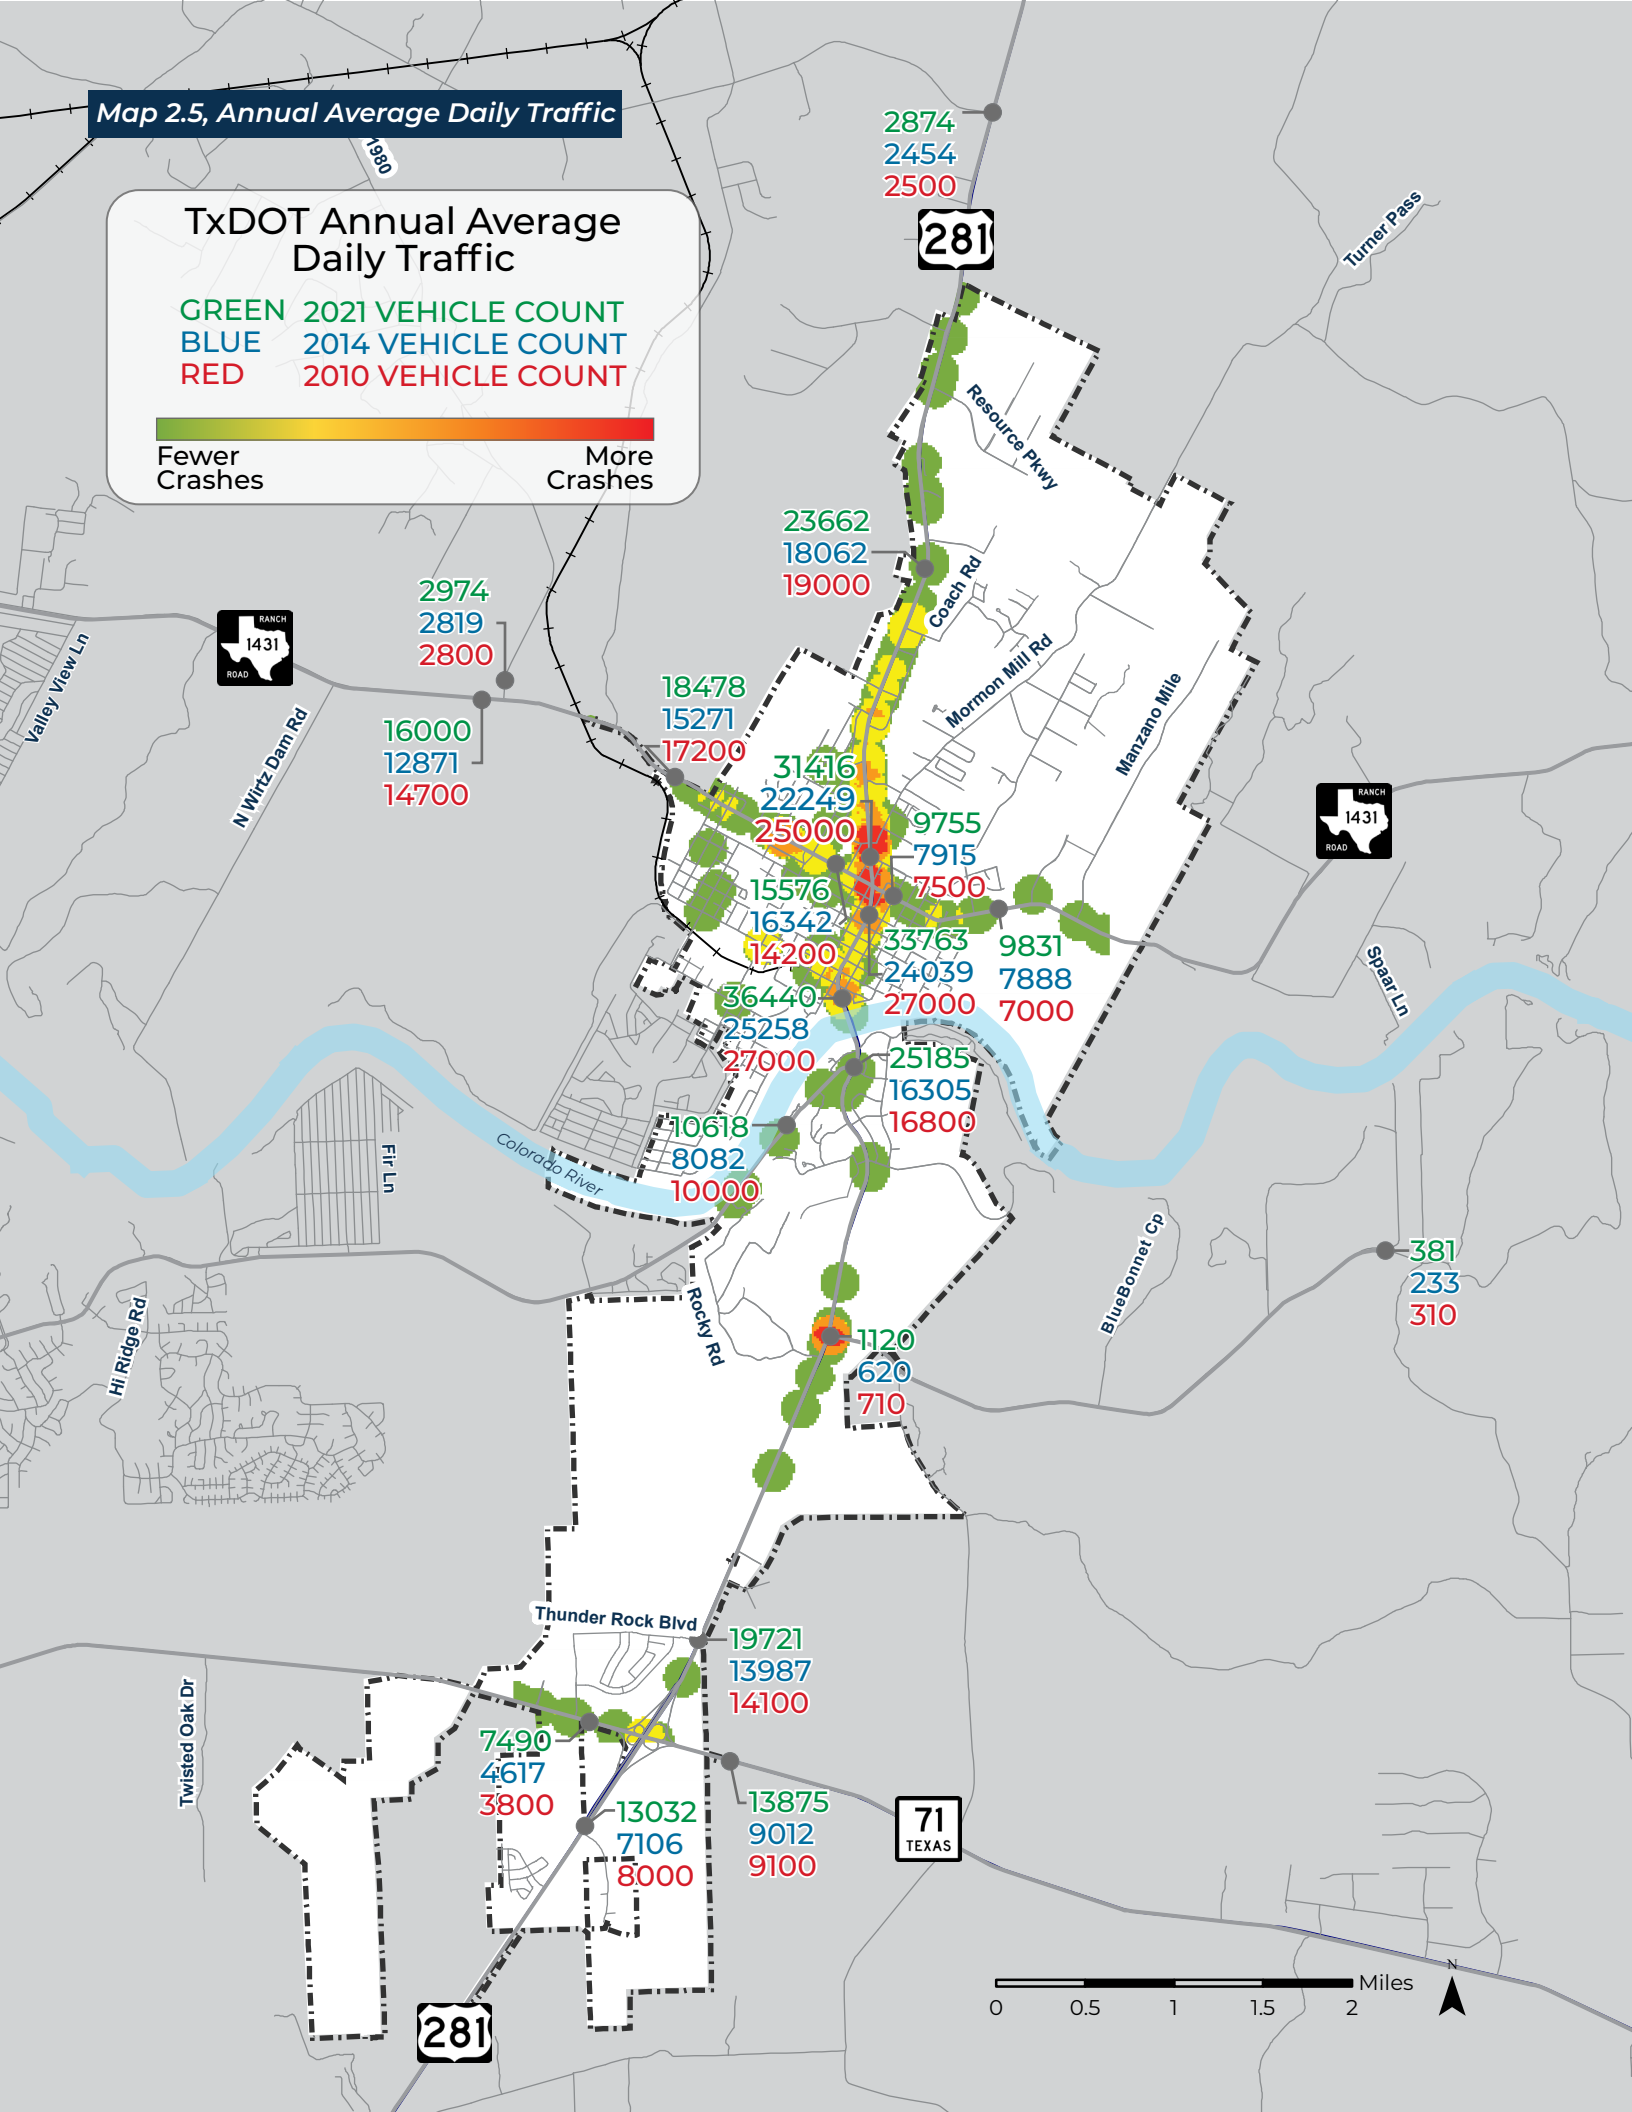 Map 2.5, Annual Average Daily Traffic
1980
TxDOT Annual Average
Daily Traffic
GREEN 2021 VEHICLE COUNT
BLUE 2014 VEHICLE COUNT
RED 2010 VEHICLE COUNT
Fewer
Crashes
More
Crashes
2874
2454
2500
281
Turner Pass
Resource Pkwy
23662
18062
19000
Coach Rd
Mormon Mill Rd
Manzano Mile
2974
2819
2800
RANCH
1431
ROAD
Valley View Ln
N Wirtz Dam Rd
16000
12871
14700
18478
15271
17200
31416
22249
25000
9755
7915
7500
RANCH
1431
ROAD
15576
16342
14200
33763
24039
27000
9831
7888
7000
Spar Ln
36440
25258
27000
25185
16305
16800
10618
8082
10000
Fir Ln
Colorado River
BlueBonnet Cp
381
233
310
Hi Ridge Rd
Rocky Rd
1120
620
710
Thunder Rock Blvd
19721
13987
14100
Twisted Oak Dr
7490
4617
3800
13032
7106
8000
13875
9012
9100
71
TEXAS
281
N
Miles
0 0.5 1 1.5 2